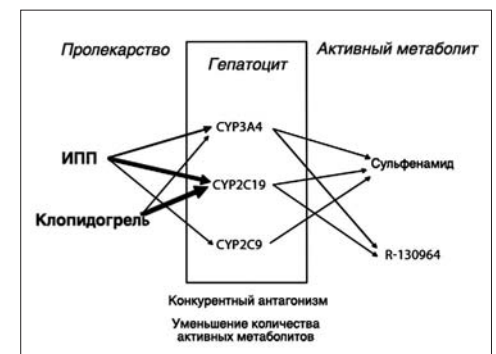 Пролекарство
Гепатоцит
Активный метаболит
CYP3A4
ИПП
Сульфенамид
CYP2C19
Клопидогрель
CYP2C9
R-130964
Конкурентный антагонизм
Уменьшение количества
активных метаболитов